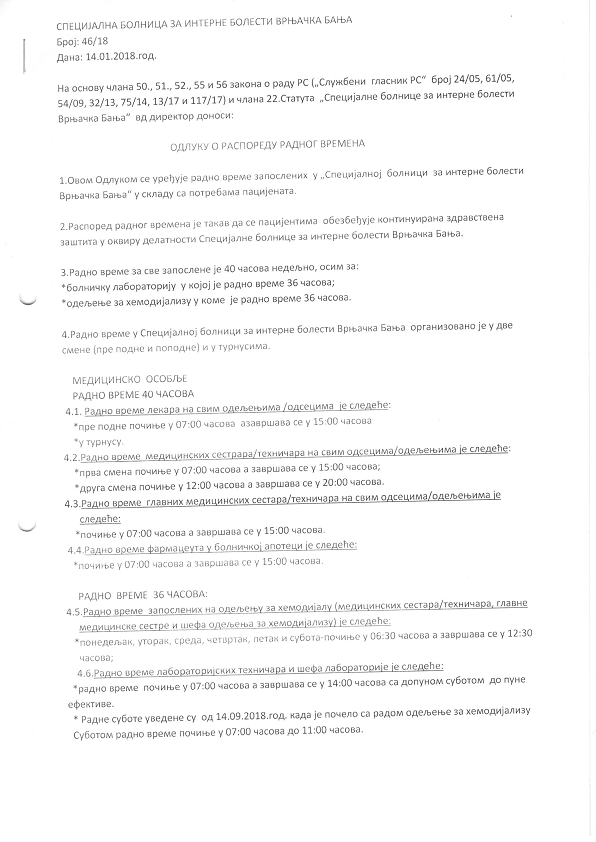 СПЕЦИЈАЛНА БОЛНИЦА ЗА ИНТЕРНЕ БОЛЕСТИ ВРЊАЧКА БАЊА
Број: 46/18
Дана: 14.01.2018.год.
На основу члана 50., 51., 52., 55 и 56 закона о раду РС („Службени гласник РС“ број 24/05, 61/05,
54/09, 32/13, 75/14, 13/17 и 117/17) и члана 22.Статута „Специјалне болнице за интерне болести
Врњачка Бања“ вд директор доноси:
ОДЛУКУ О РАСПОРЕДУ РАДНОГ ВРЕМЕНА
1.Овом Одлуком се уређује радно време запослених у „Специјалној болници за интерне болести
Врњачка Бања“ у складу са потребама пацијената.
2.Распоред радног времена је такав да се пацијентима обезбеђује континуирана здравствена
заштита у оквиру делатности Специјалне болнице за интерне болести Врњачка Бања.
3.Радно време за све запослене је 40 часова недељно, осим за:
*болничку лабораторију у којој је радно време 36 часова;
*одељење за хемодијализу у коме је радно време 36 часова.
4.Радно време у Специјалној болници за интерне болести Врњачка Бања организовано је у две
смене (пре подне и поподне) и у турнусима.
МЕДИЦИНСКО ОСОБЉЕ
РАДНО ВРЕМЕ 40 ЧАСОВА
4.1. Радно време лекара на свим одељењима /одсецима је следеће:
*пре подне почиње у 07:00 часова азавршава се у 15:00 часова
*у турнусу.
4.2.Радно време медицинских сестрара/техничара на свим одсецима/одељењима је следеће:
*прва смена почиње у 07:00 часова а завршава се у 15:00 часова;
*друга смена почиње у 12:00 часова а завршава се у 20:00 часова.
4.3.Радно време главних медицинских сестара/техничара на свим одсецима/одељењима је
следеће:
*почиње у 07:00 часова а завршава се у 15:00 часова.
4.4.Радно време фармацеута у болничкој апотеци је следеће:
*почиње у 07:00 часова а завршава се у 15:00 часова.
РАДНО ВРЕМЕ 36 ЧАСОВА:
4.5.Радно време запослених на одељењу за хемодијалу (медицинских сестара/техничара, главне
медицинске сестре и шефа одељења за хемодијализу) је следеће:
*понедељак, уторак, среда, четвртак, петак и субота-почиње у 06:30 часова а завршава се у 12:30
часова;
4.6.Радно време лабораторијских техничара и шефа лабораторије је следеће:
*радно време почиње у 07:00 часова а завршава се у 14:00 часова са допуном суботом до пуне
ефективе.
* Радне суботе уведене су од 14.09.2018.год. када је почело са радом одељење за хемодијализу
Суботом радно време почиње у 07:00 часова до 11:00 часова.